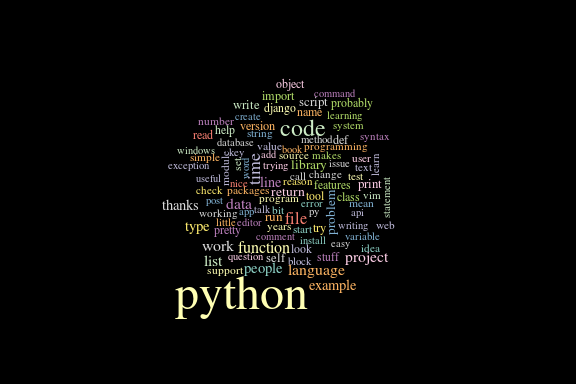 object
import command
write django script probably
create name learning
number version code system
read help string syntax
database method def
windows okey value book programming
simple module set word time add source makes user
exception trying library issue text learn
useful nice line reason call change test
check packages return features print
post program tool class vim statement
thanks data problem error mean
working app talk bit file py api
type little editor run years start try writing web
pretty comment install variable
work function look easy idea
list question self block stuff project
support people language
python example